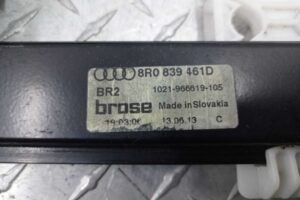 8R0 839 461D
BR2 1021-966619-105
brose Made in Slovakia
19:03:06 13.06.13 C